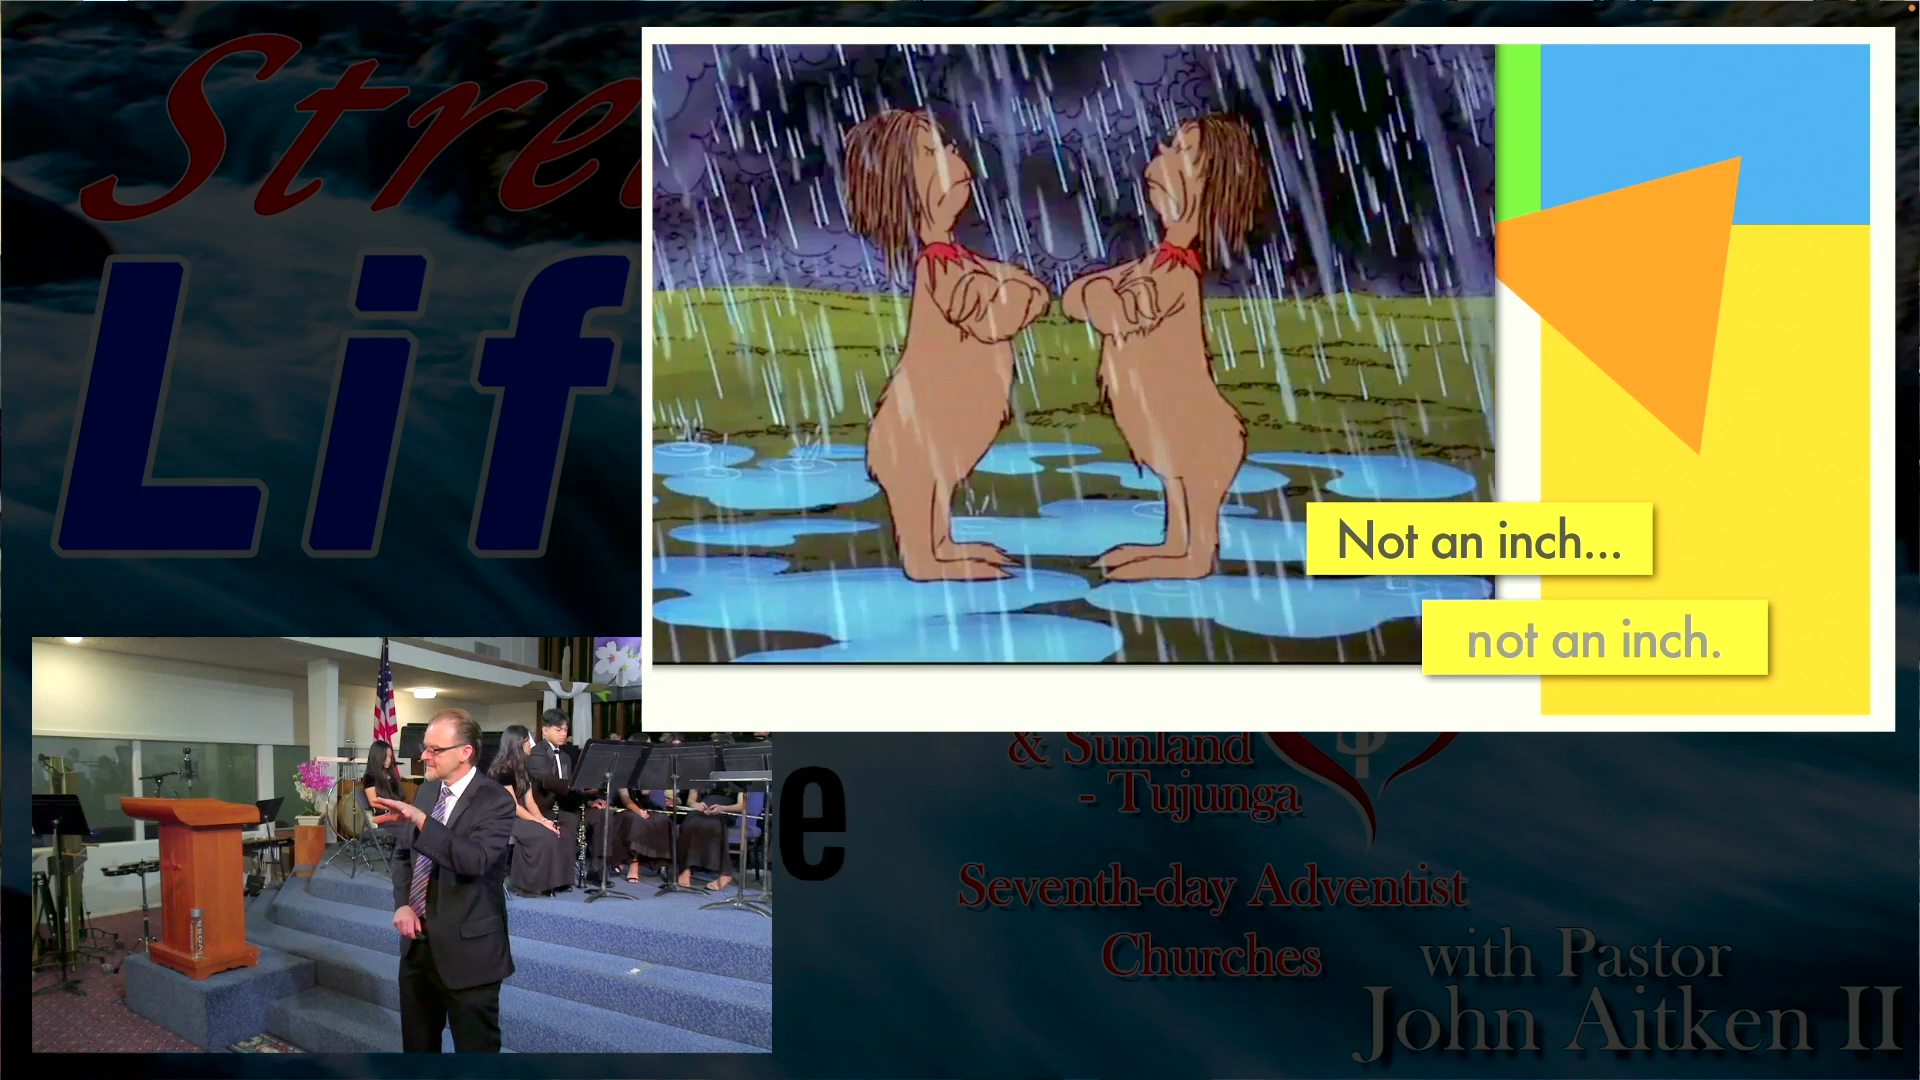 Stre
Lif
Not an inch...
not an inch.
e
& Sunland
- Tujunga
Seventh-day Adventist
Churches
with Pastor
John Aitken II